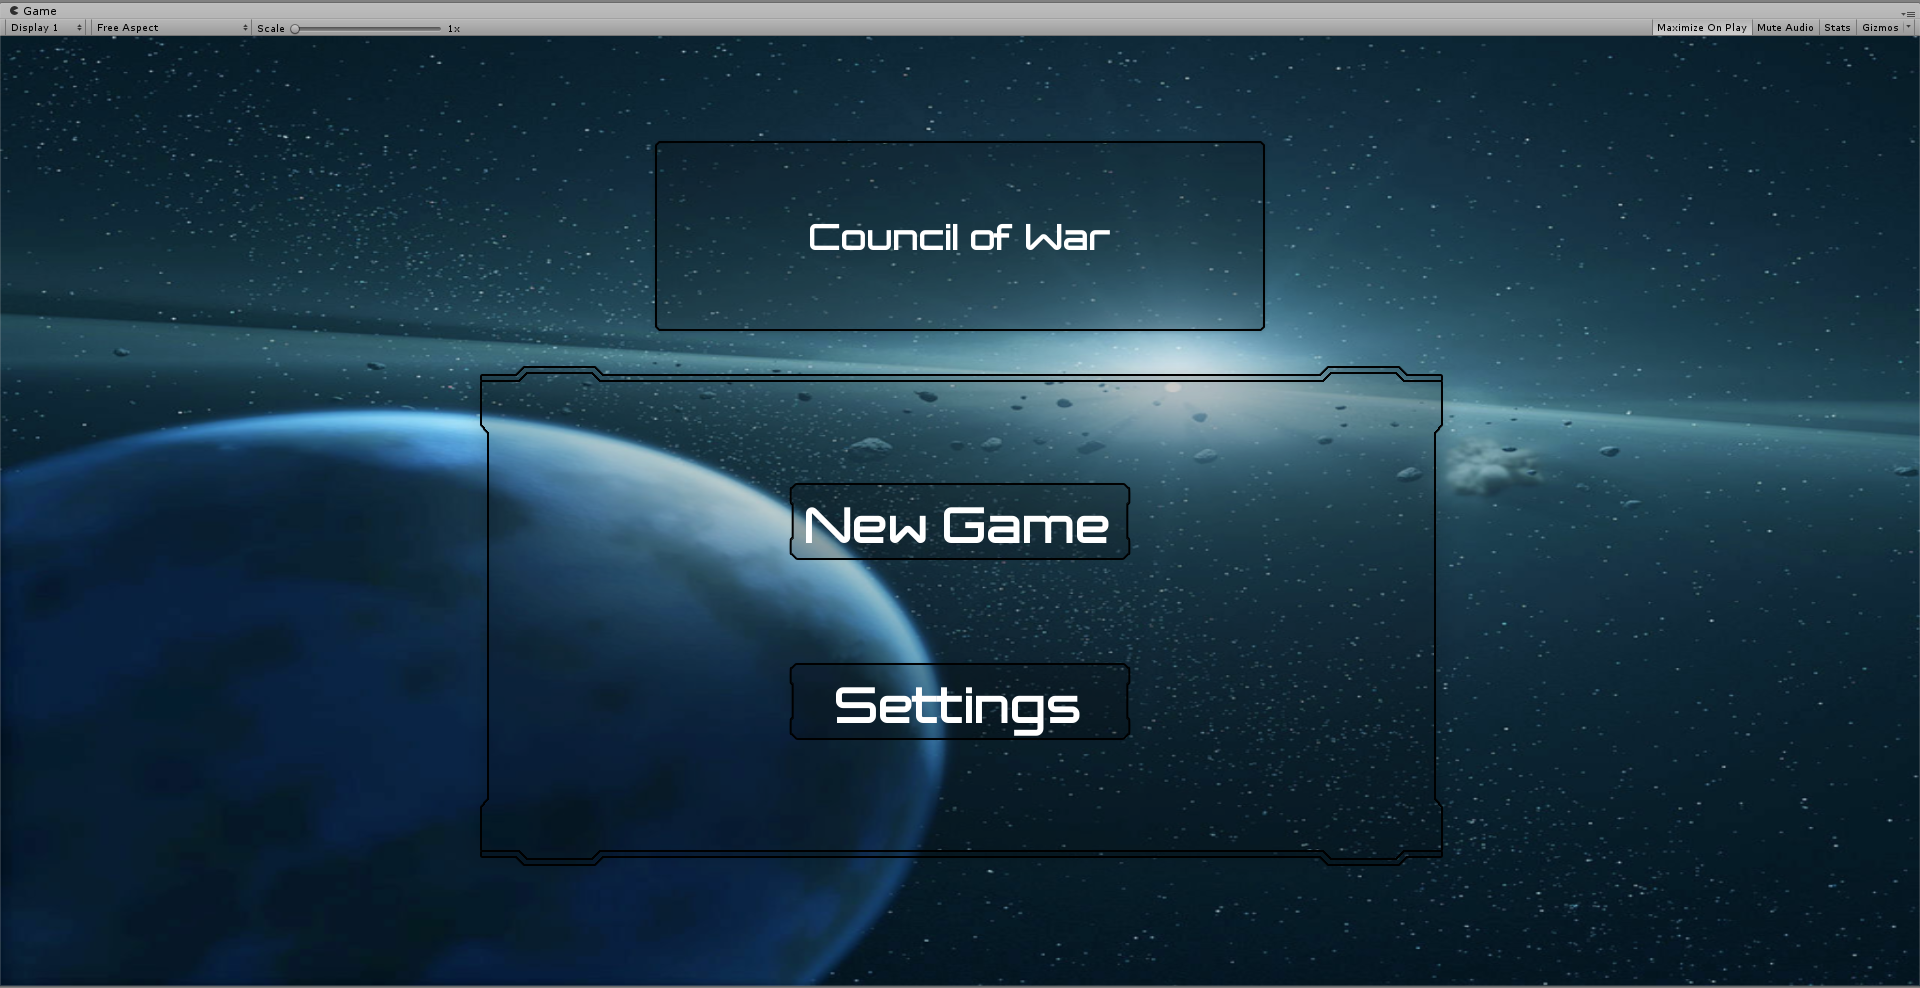 Game
Display 1 Free Aspect Scale 1x Maximize On Play Mute Audio Stats Gizmos
Council of War
New Game
Settings